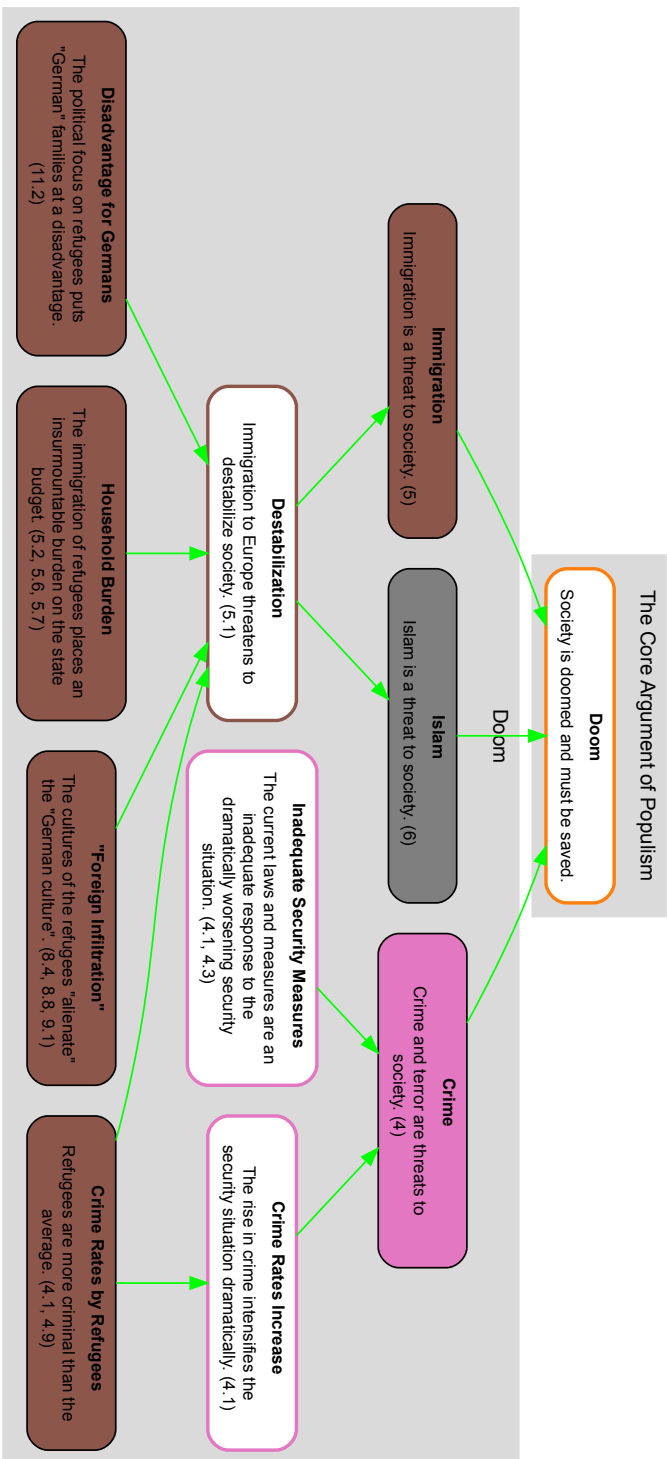 The Core Argument of Populism
Doom
Society is doomed and must be saved.
Doom
Immigration
Immigration is a threat to society. (5)
Islam
Islam is a threat to society. (6)
Crime
Crime and terror are threats to
society. (4)
Destabilization
Immigration to Europe threatens to
destabilize society. (5.1)
Inadequate Security Measures
The current laws and measures are an
inadequate response to the
dramatically worsening security
situation. (4.1, 4.3)
Crime Rates Increase
The rise in crime intensifies the
security situation dramatically. (4.1)
Disadvantage for Germans
The political focus on refugees puts
"German" families at a disadvantage.
(11.2)
Household Burden
The immigration of refugees places an
insurmountable burden on the state
budget. (5.2, 5.6, 5.7)
"Foreign Infiltration"
The cultures of the refugees "alienate"
the "German culture". (8.4, 8.8, 9.1)
Crime Rates by Refugees
Refugees are more criminal than the
average. (4.1, 4.9)